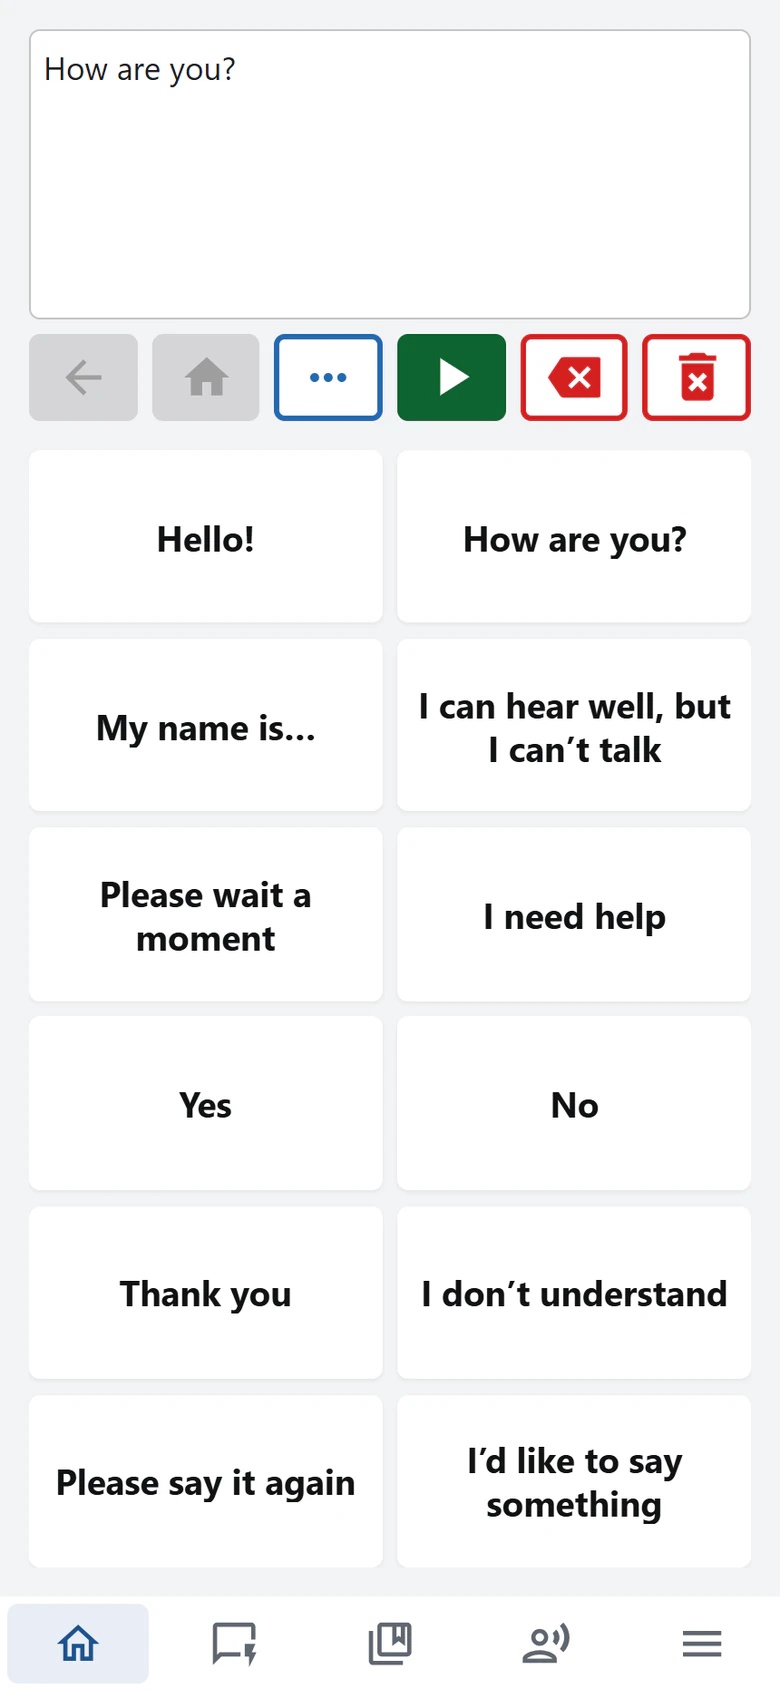 How are you?
Hello!
How are you?
My name is...
I can hear well, but
I can’t talk
Please wait a
moment
I need help
Yes
No
Thank you
I don’t understand
Please say it again
I’d like to say
something